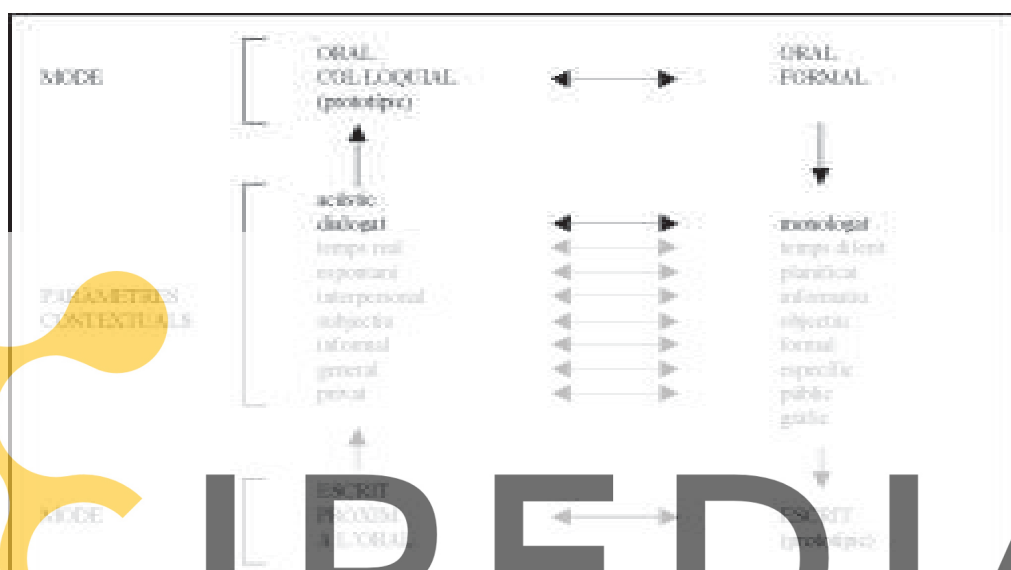 MODE
ORAL
COL·LOQUIAL
(prototípic)
ORAL
FORMAL
PARÀMETRES
CONTEXTUALS
acústic
dialogat
temps real
espontani
interpersonal
subjectiu
informal
general
privat
monologat
temps diferit
planificat
informatiu
objectiu
formal
específic
públic
gràfic
MODE
ESCRIT
PRÒXIM
A L'ORAL
ESCRIT
(prototípic)